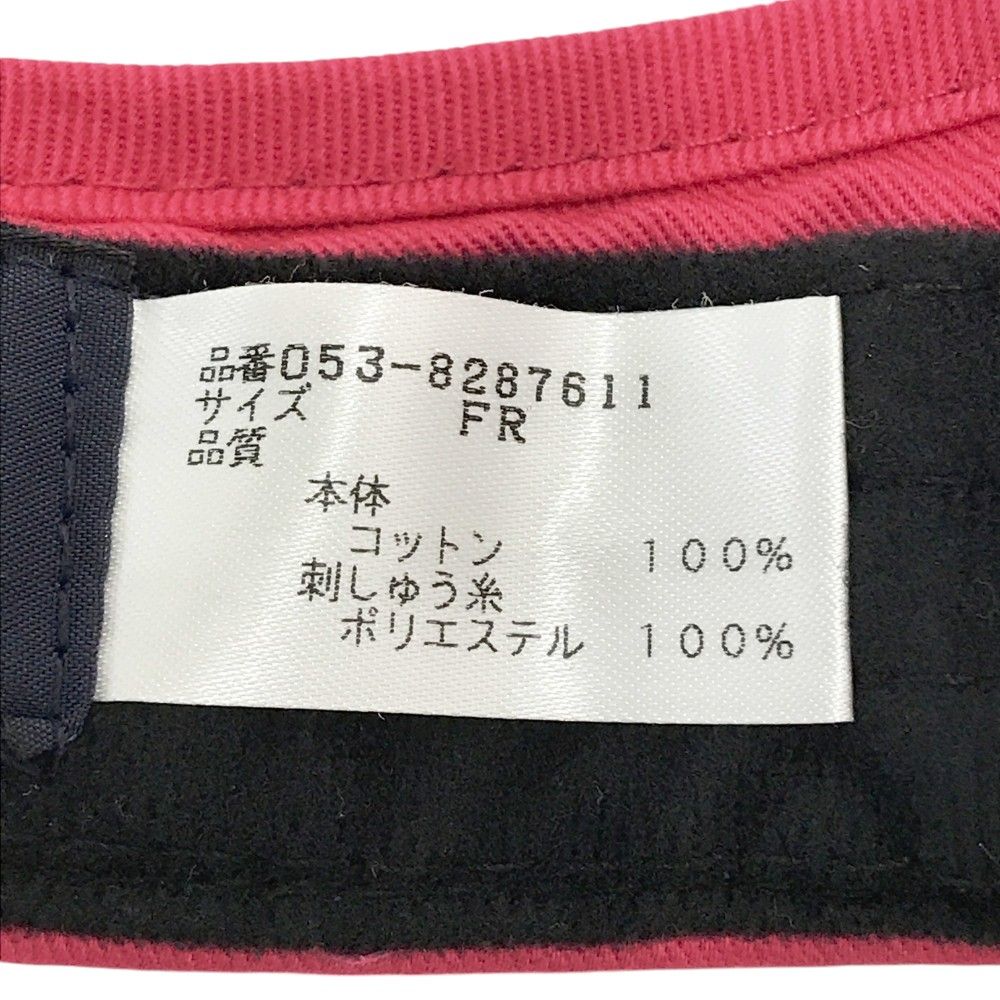 品番053-8287611
サイズ FR
品質
本体
コットン 100%
刺しゅう糸
ポリエステル 100%